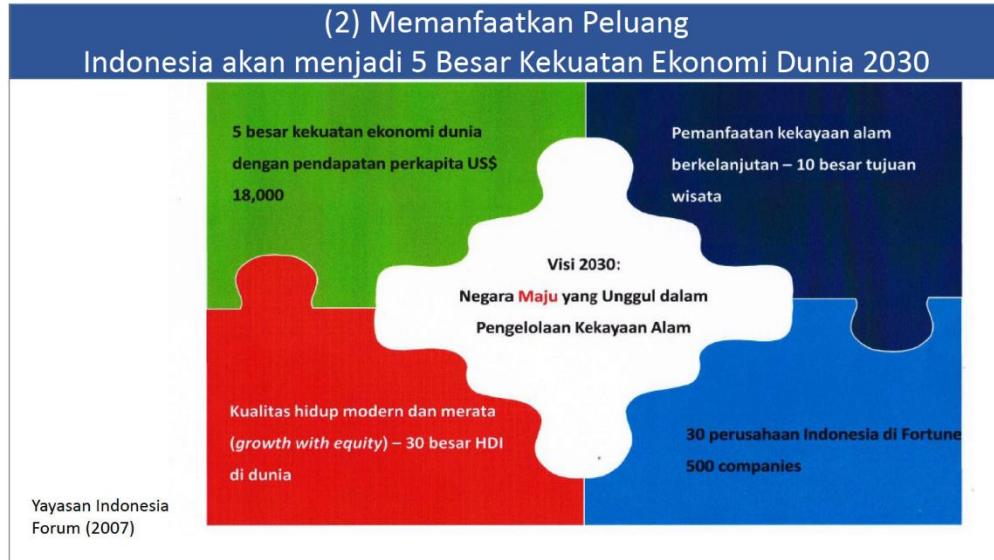 (2) Memanfaatkan Peluang
Indonesia akan menjadi 5 Besar Kekuatan Ekonomi Dunia 2030
5 besar kekuatan ekonomi dunia
dengan pendapatan perkapita US$
18,000
Pemanfaatan kekayaan alam
berkelanjutan – 10 besar tujuan
wisata
Visi 2030:
Negara Maju yang Unggul dalam
Pengelolaan Kekayaan Alam
Kualitas hidup modern dan merata
(growth with equity) – 30 besar HDI
di dunia
30 perusahaan Indonesia di Fortune
500 companies
Yayasan Indonesia
Forum (2007)